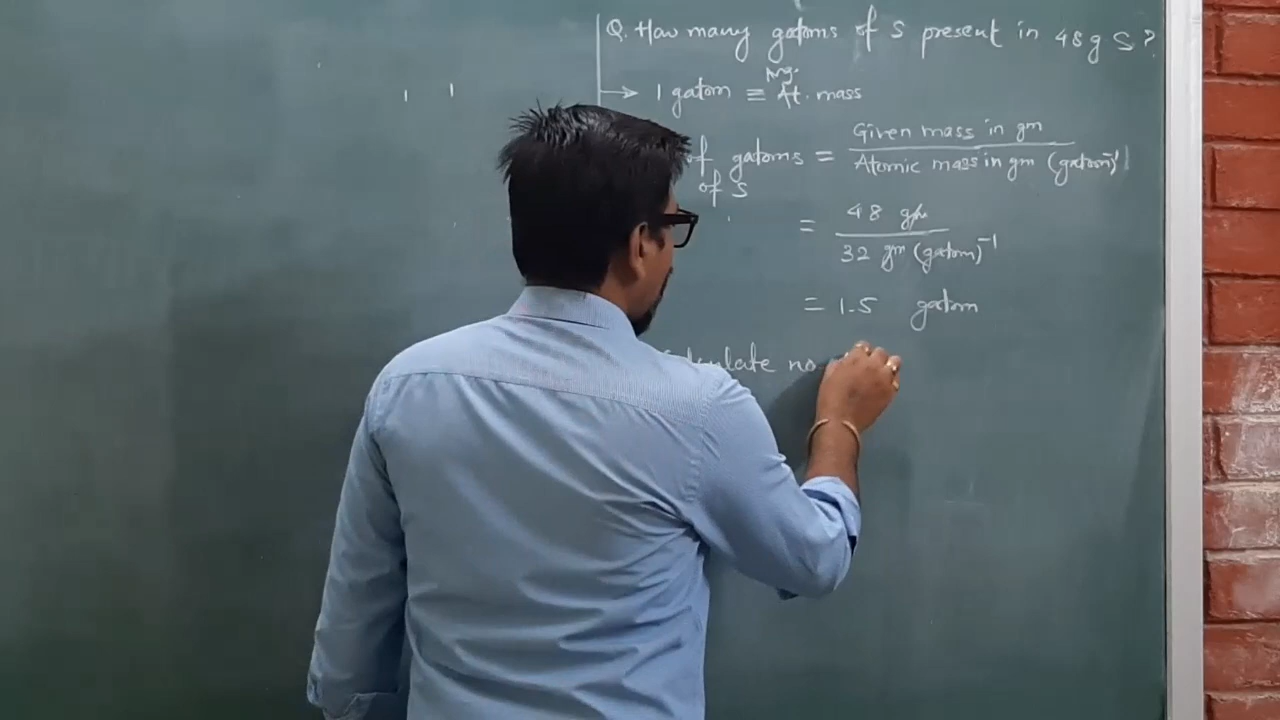 Q. How many gatoms of S present in 48g S?
→ 1 gatom ≡ Avg. At. mass
of gatoms of S = Given mass in gm / Atomic mass in gm (gatom)⁻¹
= 48 gm / 32 gm (gatom)⁻¹
= 1.5 gatom
Calculate no